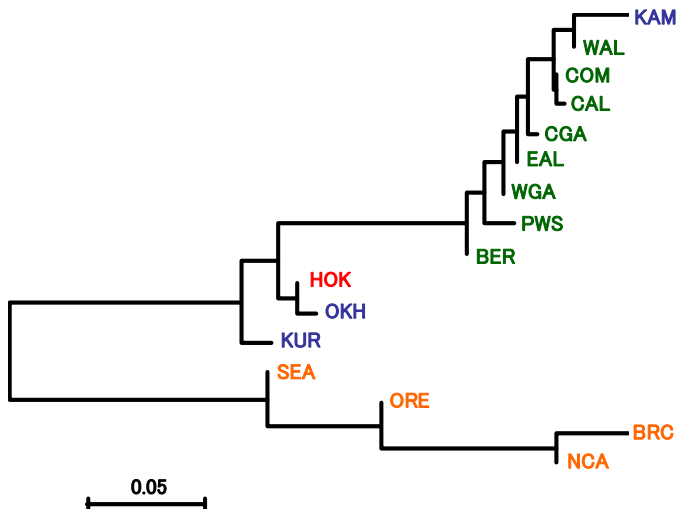 KAM
WAL
COM
CAL
CGA
EAL
WGA
PWS
BER
HOK
OKH
KUR
SEA
ORE
BRC
NCA
0.05